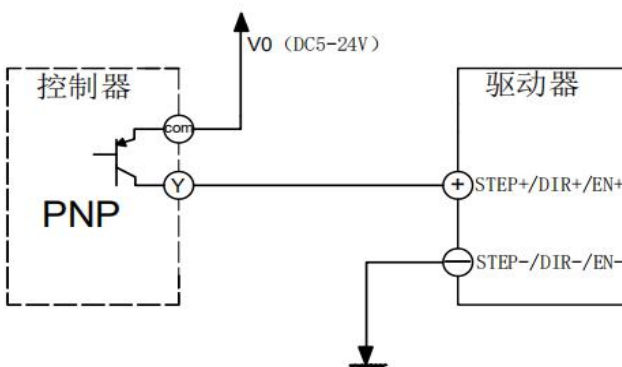 V0（DC5-24V）
控制器
驱动器
com
Y
PNP
STEP+/DIR+/EN+
STEP-/DIR-/EN-